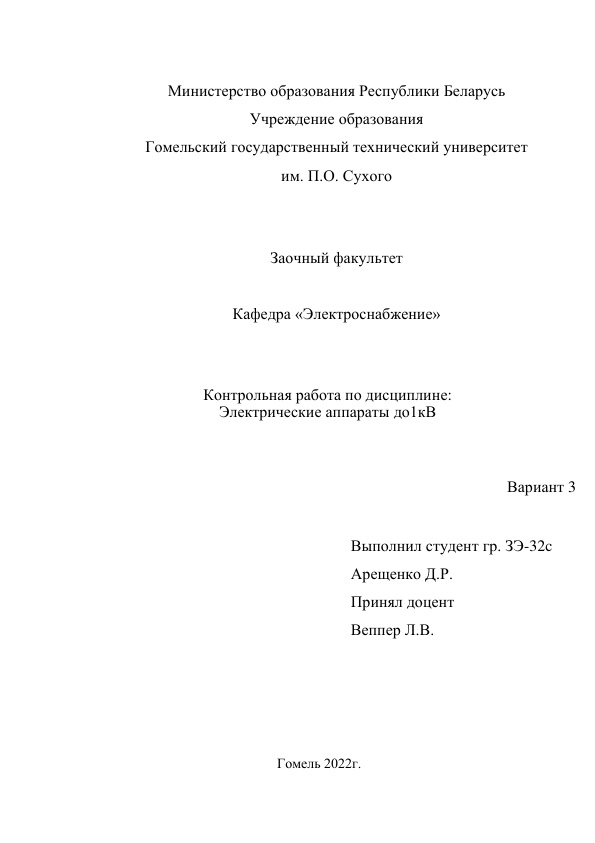 Министерство образования Республики Беларусь
Учреждение образования
Гомельский государственный технический университет
им. П.О. Сухого
Заочный факультет
Кафедра «Электроснабжение»
Контрольная работа по дисциплине:
Электрические аппараты до1кВ
Вариант 3
Выполнил студент гр. ЗЭ-32с
Арещенко Д.Р.
Принял доцент
Веппер Л.В.
Гомель 2022г.